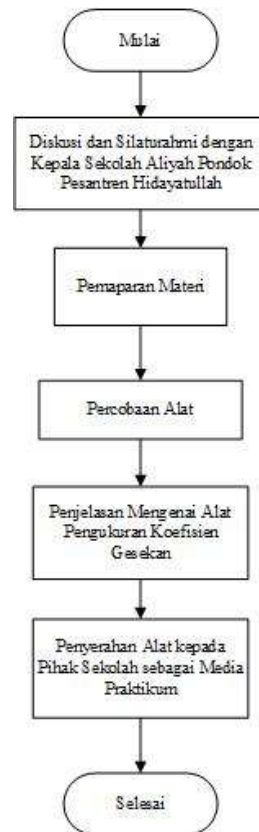 Mulai
Diskusi dan Silaturahmi dengan
Kepala Sekolah Aliyah Pondok
Pesantren Hidayatullah
Pemaparan Materi
Percobaan Alat
Penjelasan Mengenai Alat
Pengukuran Koefisien
Gesekan
Penyerahan Alat kepada
Pihak Sekolah sebagai Media
Praktikum
Selesai